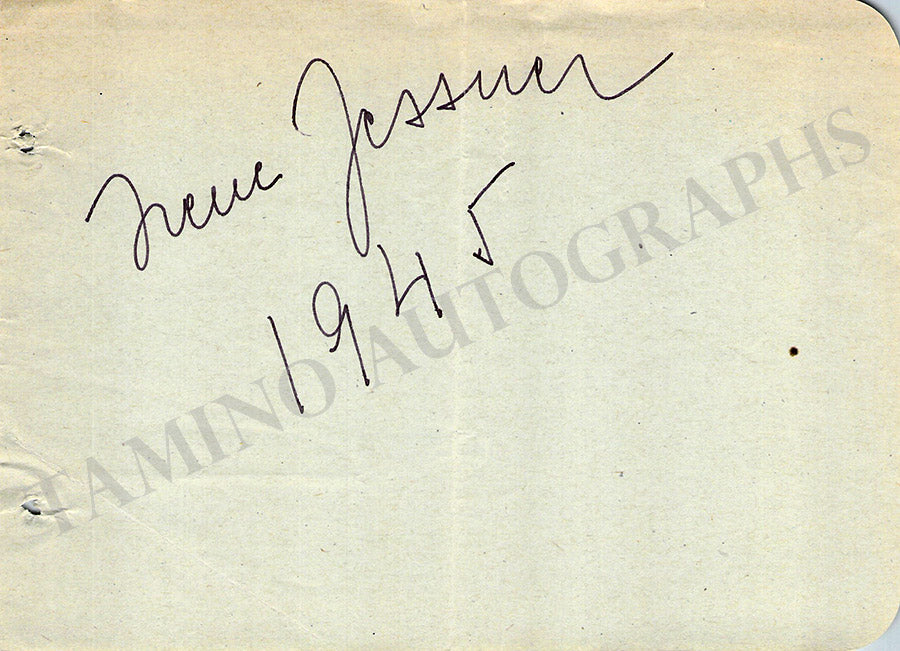 Irene Jessner
1945
TAMINO AUTOGRAPHS